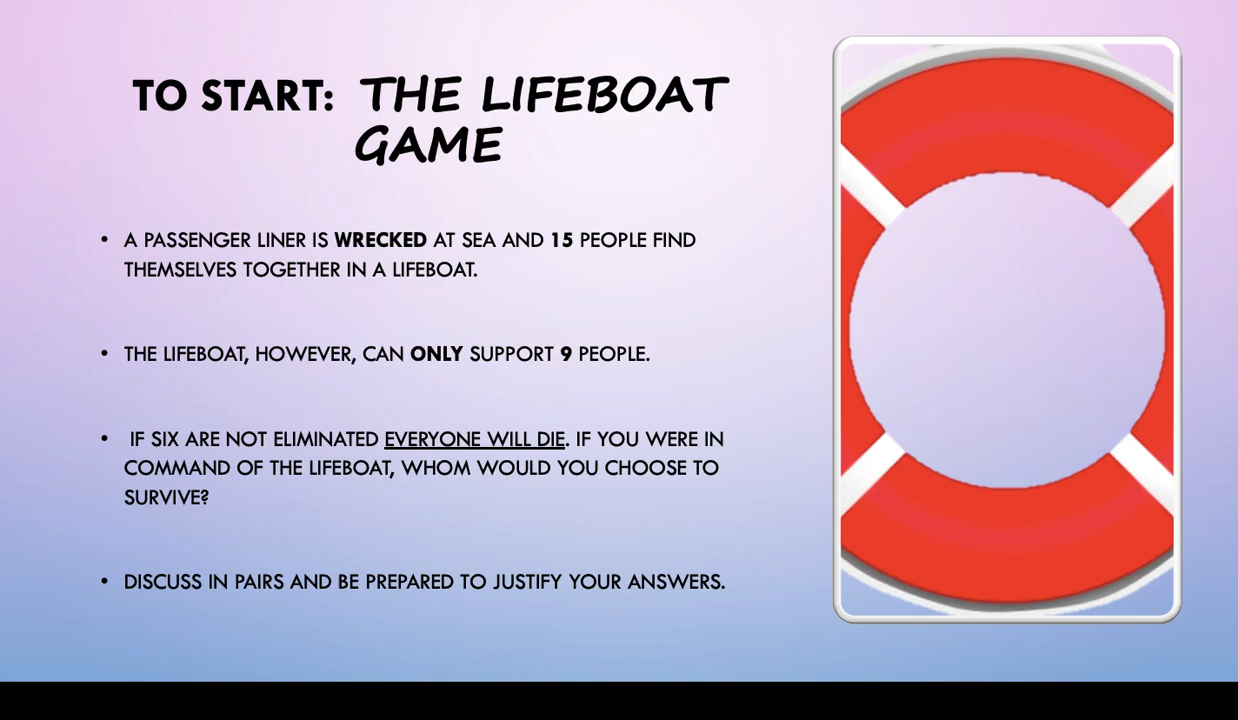 TO START: THE LIFEBOAT
GAME
• A PASSENGER LINER IS WRECKED AT SEA AND 15 PEOPLE FIND
THEMSELVES TOGETHER IN A LIFEBOAT.
• THE LIFEBOAT, HOWEVER, CAN ONLY SUPPORT 9 PEOPLE.
• IF SIX ARE NOT ELIMINATED EVERYONE WILL DIE. IF YOU WERE IN
COMMAND OF THE LIFEBOAT, WHOM WOULD YOU CHOOSE TO
SURVIVE?
• DISCUSS IN PAIRS AND BE PREPARED TO JUSTIFY YOUR ANSWERS.